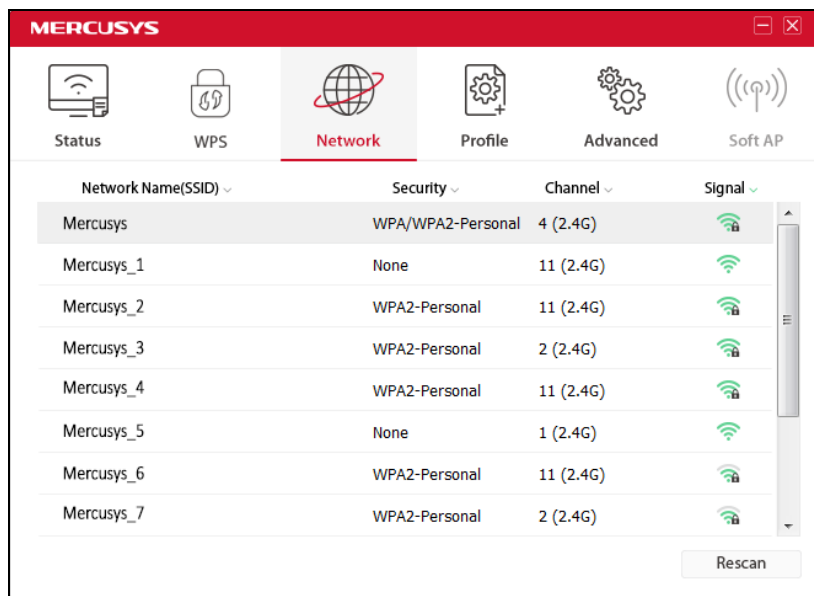 MERCUSYS
Status WPS Network Profile Advanced Soft AP
Network Name(SSID) Security Channel Signal
Mercusys WPA/WPA2-Personal 4 (2.4G)
Mercusys_1 None 11 (2.4G)
Mercusys_2 WPA2-Personal 11 (2.4G)
Mercusys_3 WPA2-Personal 2 (2.4G)
Mercusys_4 WPA2-Personal 11 (2.4G)
Mercusys_5 None 1 (2.4G)
Mercusys_6 WPA2-Personal 11 (2.4G)
Mercusys_7 WPA2-Personal 2 (2.4G)
Rescan